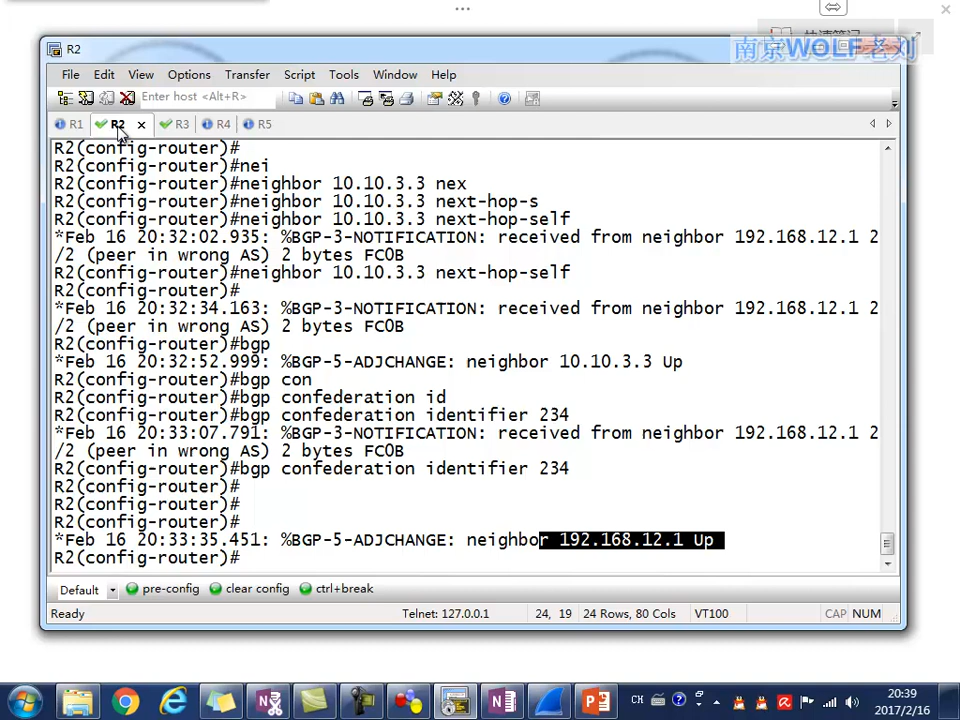 R2
南京WOLF老刘
File Edit View Options Transfer Script Tools Window Help
Enter host <Alt+R>
R1 R2 R3 R4 R5
R2(config-router)#
R2(config-router)#nei
R2(config-router)#neighbor 10.10.3.3 nex
R2(config-router)#neighbor 10.10.3.3 next-hop-s
R2(config-router)#neighbor 10.10.3.3 next-hop-self
*Feb 16 20:32:02.935: %BGP-3-NOTIFICATION: received from neighbor 192.168.12.1 2
/2 (peer in wrong AS) 2 bytes FC0B
R2(config-router)#neighbor 10.10.3.3 next-hop-self
R2(config-router)#
*Feb 16 20:32:34.163: %BGP-3-NOTIFICATION: received from neighbor 192.168.12.1 2
/2 (peer in wrong AS) 2 bytes FC0B
R2(config-router)#bgp
*Feb 16 20:32:52.999: %BGP-5-ADJCHANGE: neighbor 10.10.3.3 Up
R2(config-router)#bgp con
R2(config-router)#bgp confederation id
R2(config-router)#bgp confederation identifier 234
*Feb 16 20:33:07.791: %BGP-3-NOTIFICATION: received from neighbor 192.168.12.1 2
/2 (peer in wrong AS) 2 bytes FC0B
R2(config-router)#bgp confederation identifier 234
R2(config-router)#
R2(config-router)#
R2(config-router)#
*Feb 16 20:33:35.451: %BGP-5-ADJCHANGE: neighbor 192.168.12.1 Up
R2(config-router)#
Default pre-config clear config ctrl+break
Ready Telnet: 127.0.0.1 24, 19 24 Rows, 80 Cols VT100 CAP NUM
CH 20:39
2017/2/16